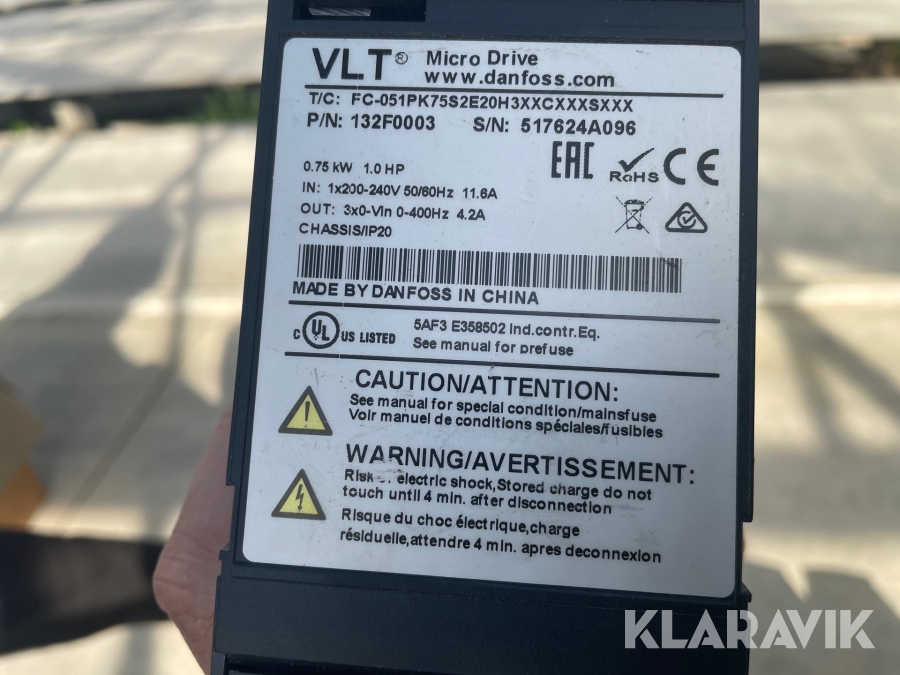 VLT® Micro Drive
www.danfoss.com
T/C: FC-051PK75S2E20H3XXCXXXSXXX
P/N: 132F0003 S/N: 517624A096
EAC RoHS CE
0.75 kW 1.0 HP
IN: 1x200-240V 50/60Hz 11.6A
OUT: 3x0-Vin 0-400Hz 4.2A
CHASSIS/IP20
MADE BY DANFOSS IN CHINA
C UL US LISTED
5AF3 E358502 Ind.contr.Eq.
See manual for prefuse
CAUTION/ATTENTION:
See manual for special condition/mainsfuse
Voir manuel de conditions spéciales/fusibles
WARNING/AVERTISSEMENT:
Risk electric shock,Stored charge do not
touch until 4 min. after disconnection
Risque du choc électrique,charge
résiduelle,attendre 4 min. apres deconnexion
KLARAVIK